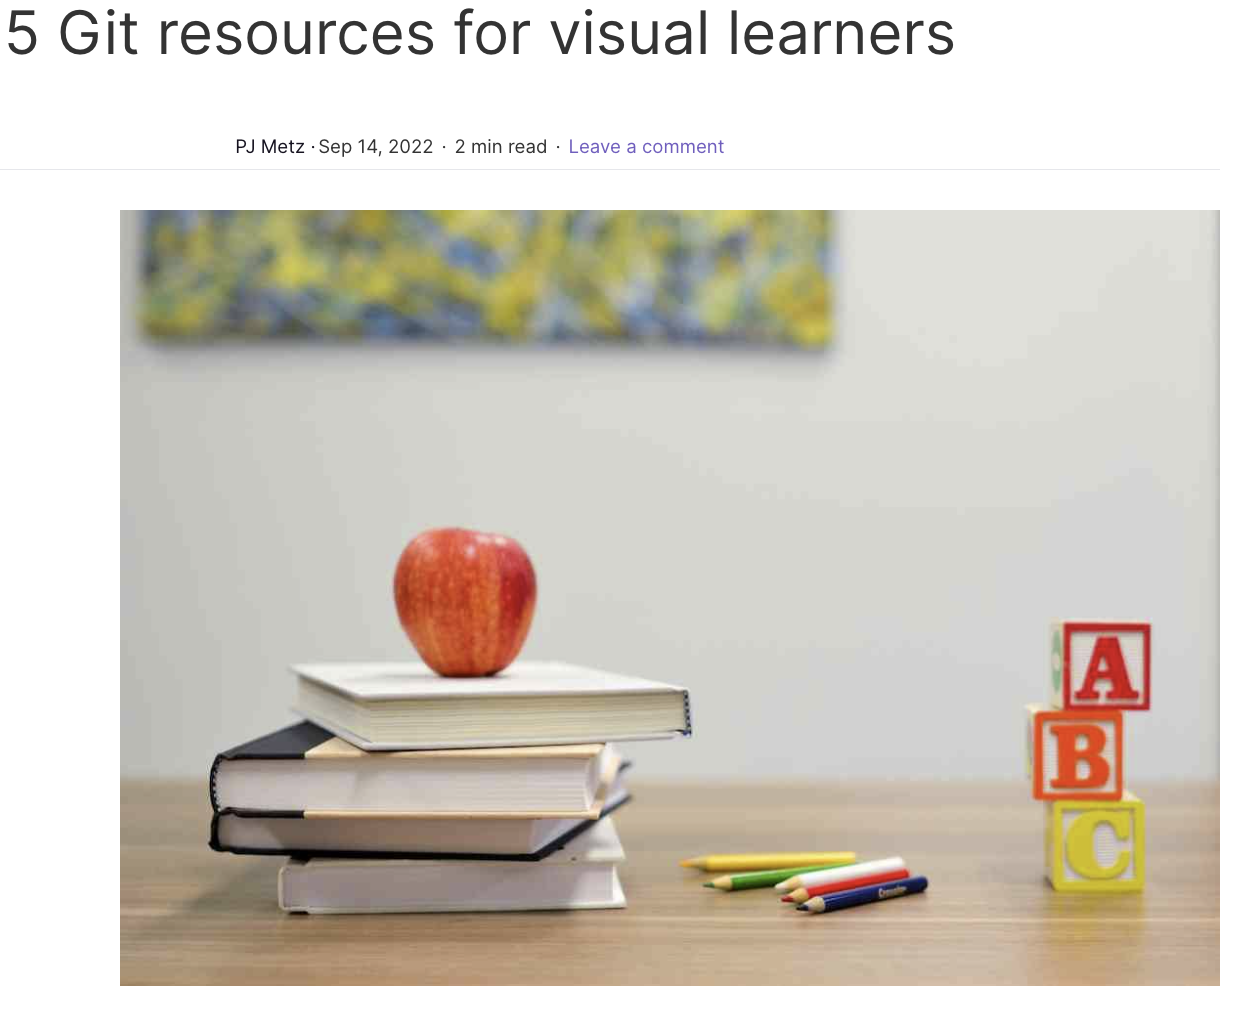 5 Git resources for visual learners
PJ Metz · Sep 14, 2022 · 2 min read · Leave a comment
A
B
C